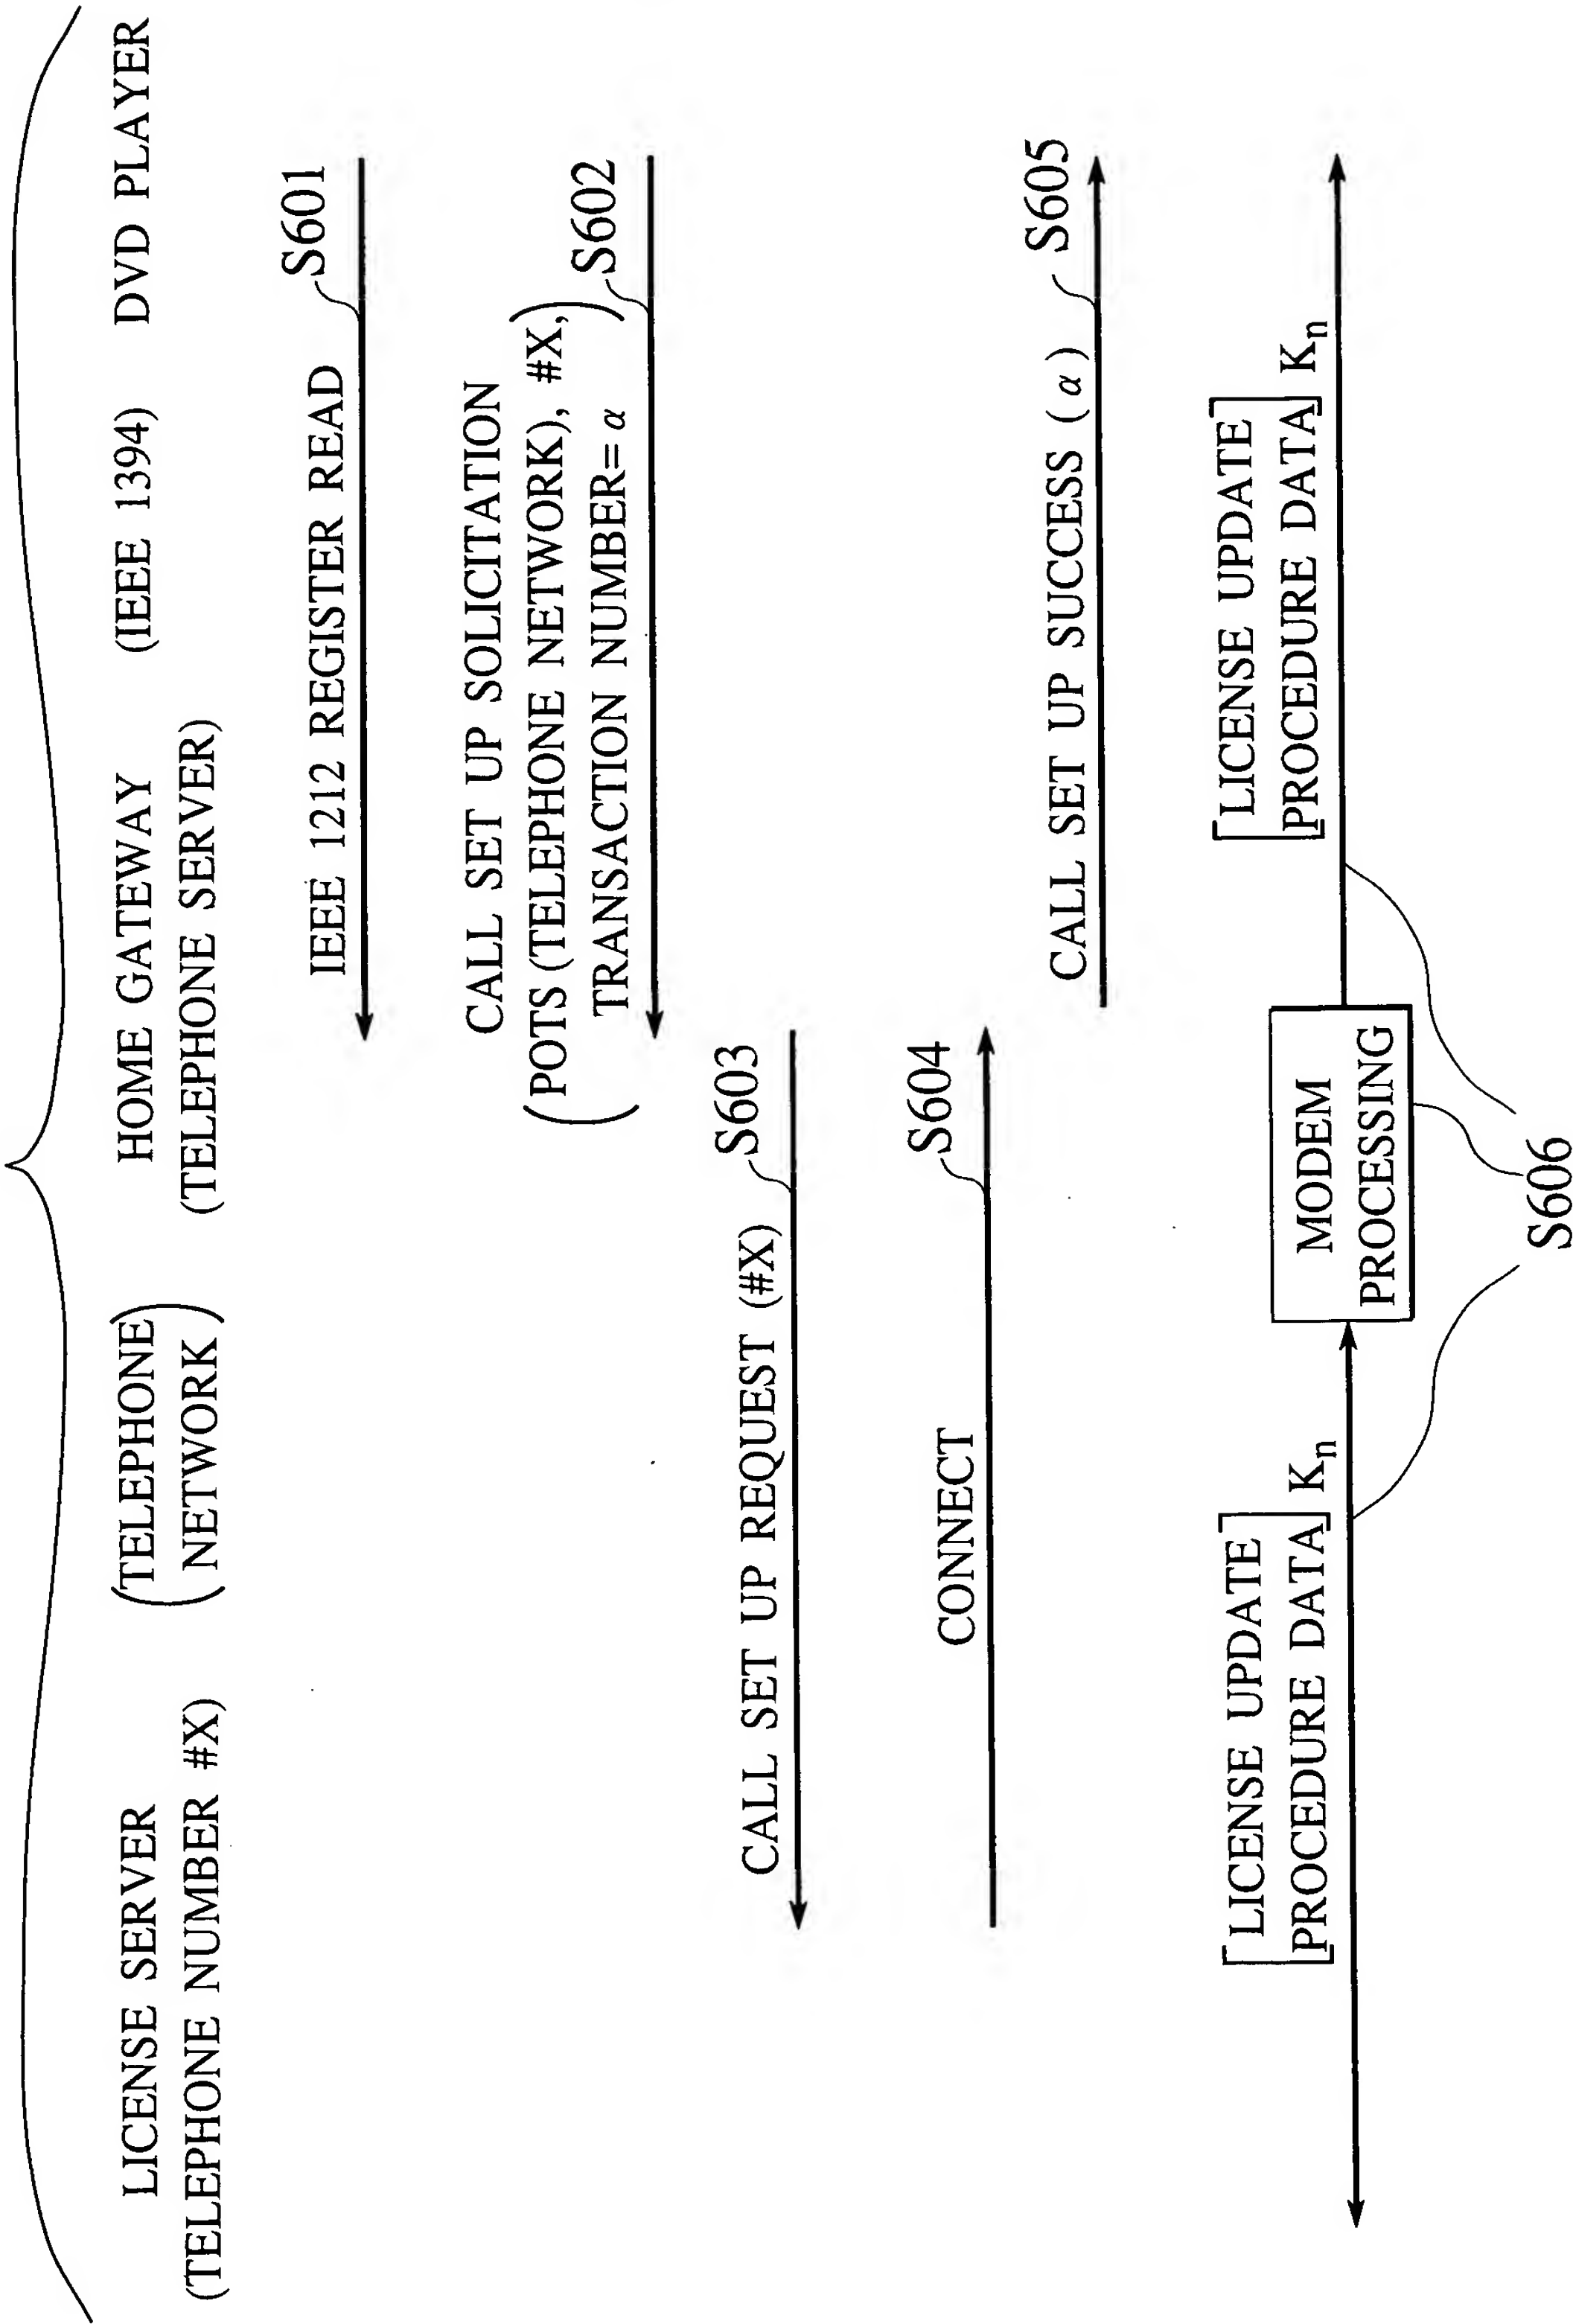 LICENSE SERVER
(TELEPHONE NUMBER #X)
(TELEPHONE
NETWORK)
HOME GATEWAY
(TELEPHONE SERVER)
(IEEE 1394)
DVD PLAYER
IEEE 1212 REGISTER READ
S601
CALL SET UP SOLICITATION
(POTS (TELEPHONE NETWORK), #X,
TRANSACTION NUMBER= α)
S602
CALL SET UP REQUEST (#X)
S603
CONNECT
S604
CALL SET UP SUCCESS (α)
S605
[LICENSE UPDATE
PROCEDURE DATA] Kn
MODEM
PROCESSING
[LICENSE UPDATE
PROCEDURE DATA] Kn
S606